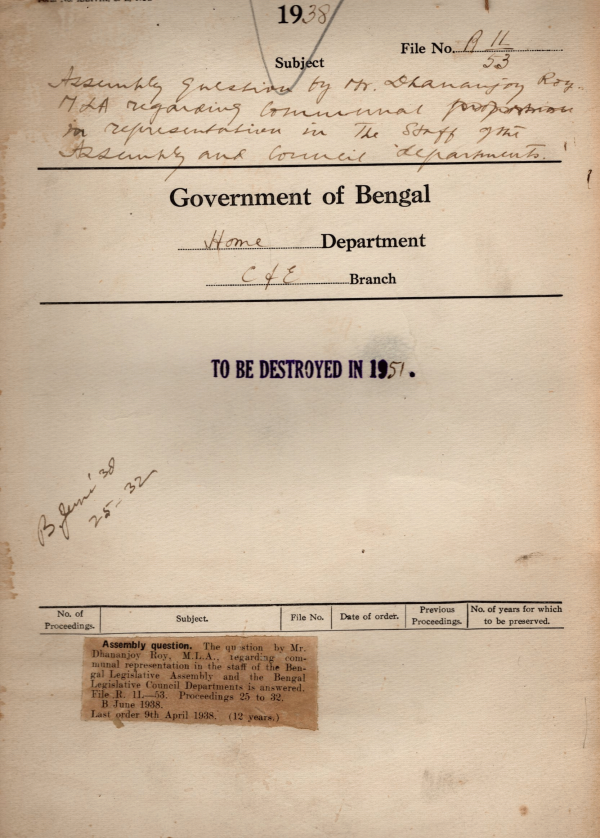 1938
File No. R 11/53
Subject
Assembly question by Mr. Dhananjoy Roy.
MLA regarding Communal proportion
in representation in the Staff of the
Assembly and Council departments.
Government of Bengal
Home Department
C & E Branch
TO BE DESTROYED IN 1951.
B June '38
25-32
No. of Proceedings. Subject. File No. Date of order. Previous Proceedings. No. of years for which to be preserved.
Assembly question. The qu stion by Mr.
Dhananjoy Roy, M.L.A., regarding com-
munal representation in the staff of the Ben-
gal Legislative Assembly and the Bengal
Legislative Council Departments is answered.
File R. 11—53. Proceedings 25 to 32,
B June 1938.
Last order 9th April 1938. (12 years.)